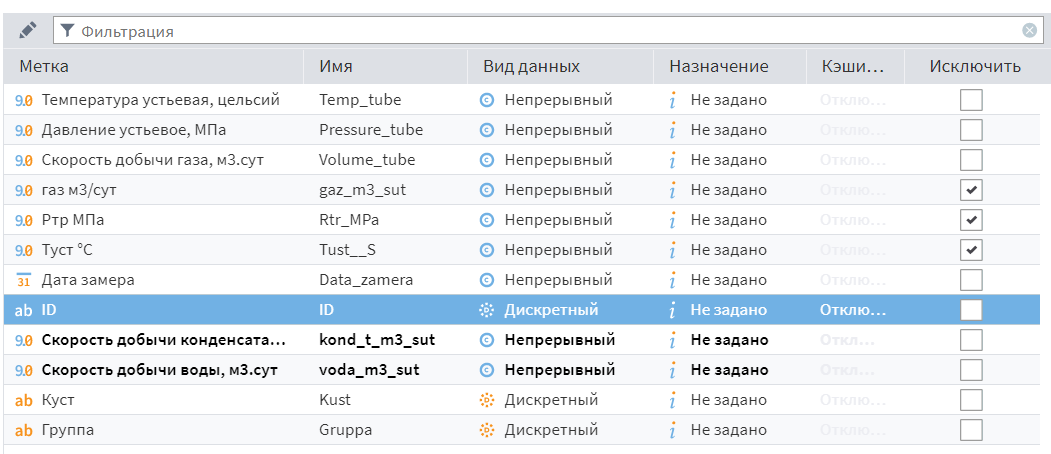 Фильтрация
Метка Имя Вид данных Назначение Кэши... Исключить
9.0 Температура устьевая, цельсий Temp_tube Непрерывный Не задано Отклю...
9.0 Давление устьевое, МПа Pressure_tube Непрерывный Не задано Отклю...
9.0 Скорость добычи газа, м3.сут Volume_tube Непрерывный Не задано Отклю...
9.0 газ м3/сут gaz_m3_sut Непрерывный Не задано Отклю...
9.0 Ртр МПа Rtr_MPa Непрерывный Не задано Отклю...
9.0 Туст °С Tust__S Непрерывный Не задано Отклю...
31 Дата замера Data_zamera Непрерывный Не задано Отклю...
ab ID ID Дискретный Не задано Отклю...
9.0 Скорость добычи конденсата... kond_t_m3_sut Непрерывный Не задано Откл...
9.0 Скорость добычи воды, м3.сут voda_m3_sut Непрерывный Не задано Откл...
ab Куст Kust Дискретный Не задано Отклю...
ab Группа Gruppa Дискретный Не задано Отклю...